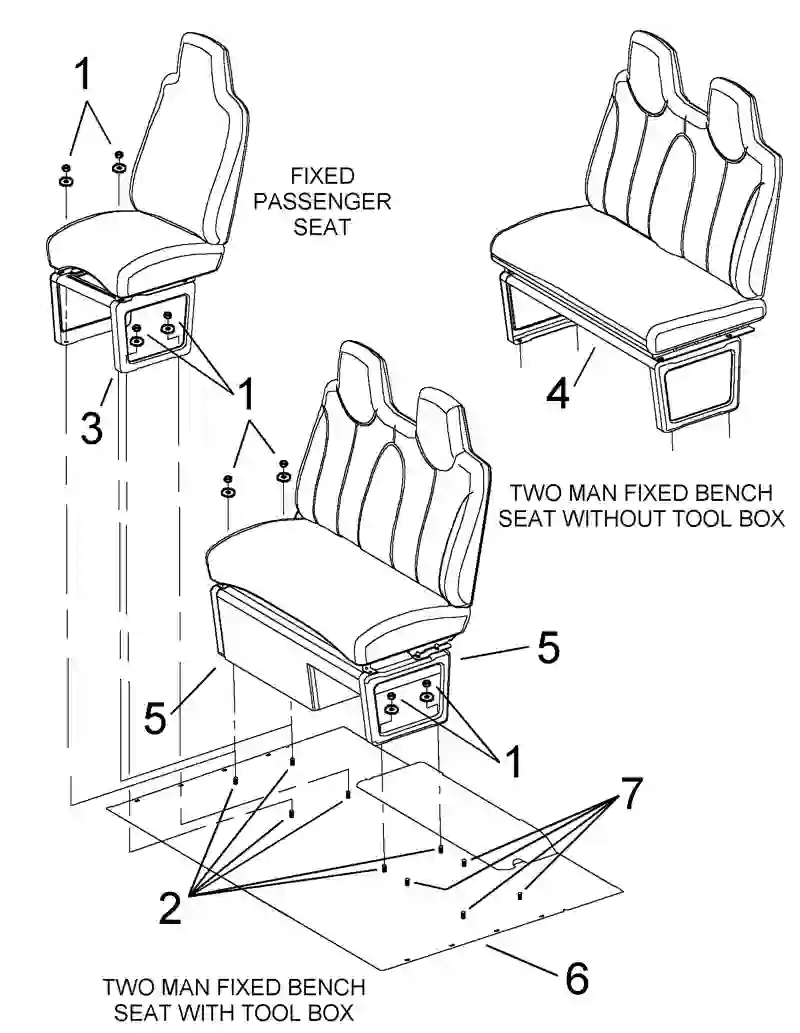 1
FIXED
PASSENGER
SEAT
3
1
4
TWO MAN FIXED BENCH
SEAT WITHOUT TOOL BOX
5
5
1
7
2
6
TWO MAN FIXED BENCH
SEAT WITH TOOL BOX